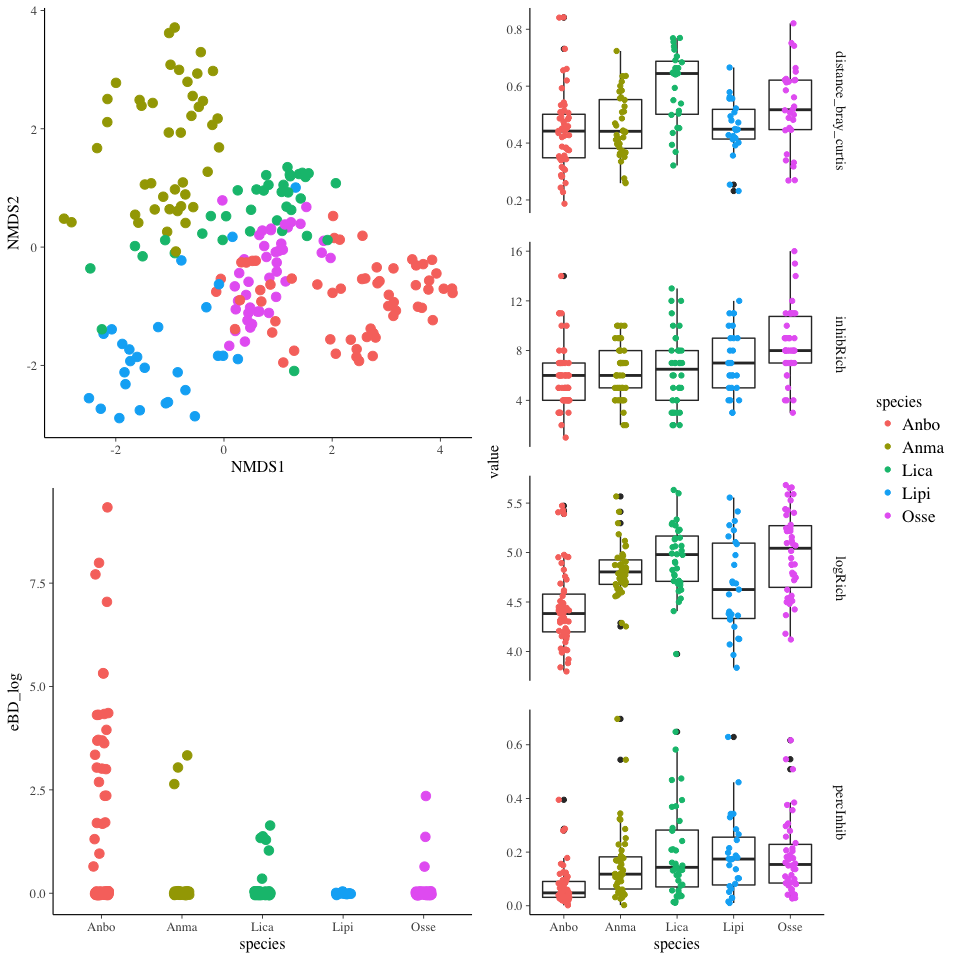 4
2
0
-2
NMDS2
-2
0
2
4
NMDS1
7.5
5.0
2.5
0.0
eBD_log
Anbo
Anma
Lica
Lipi
Osse
species
value
0.8
0.6
0.4
0.2
distance_bray_curtis
16
12
8
4
inhibRich
5.5
5.0
4.5
4.0
logRich
0.6
0.4
0.2
0.0
percInhib
Anbo
Anma
Lica
Lipi
Osse
species
species
Anbo
Anma
Lica
Lipi
Osse